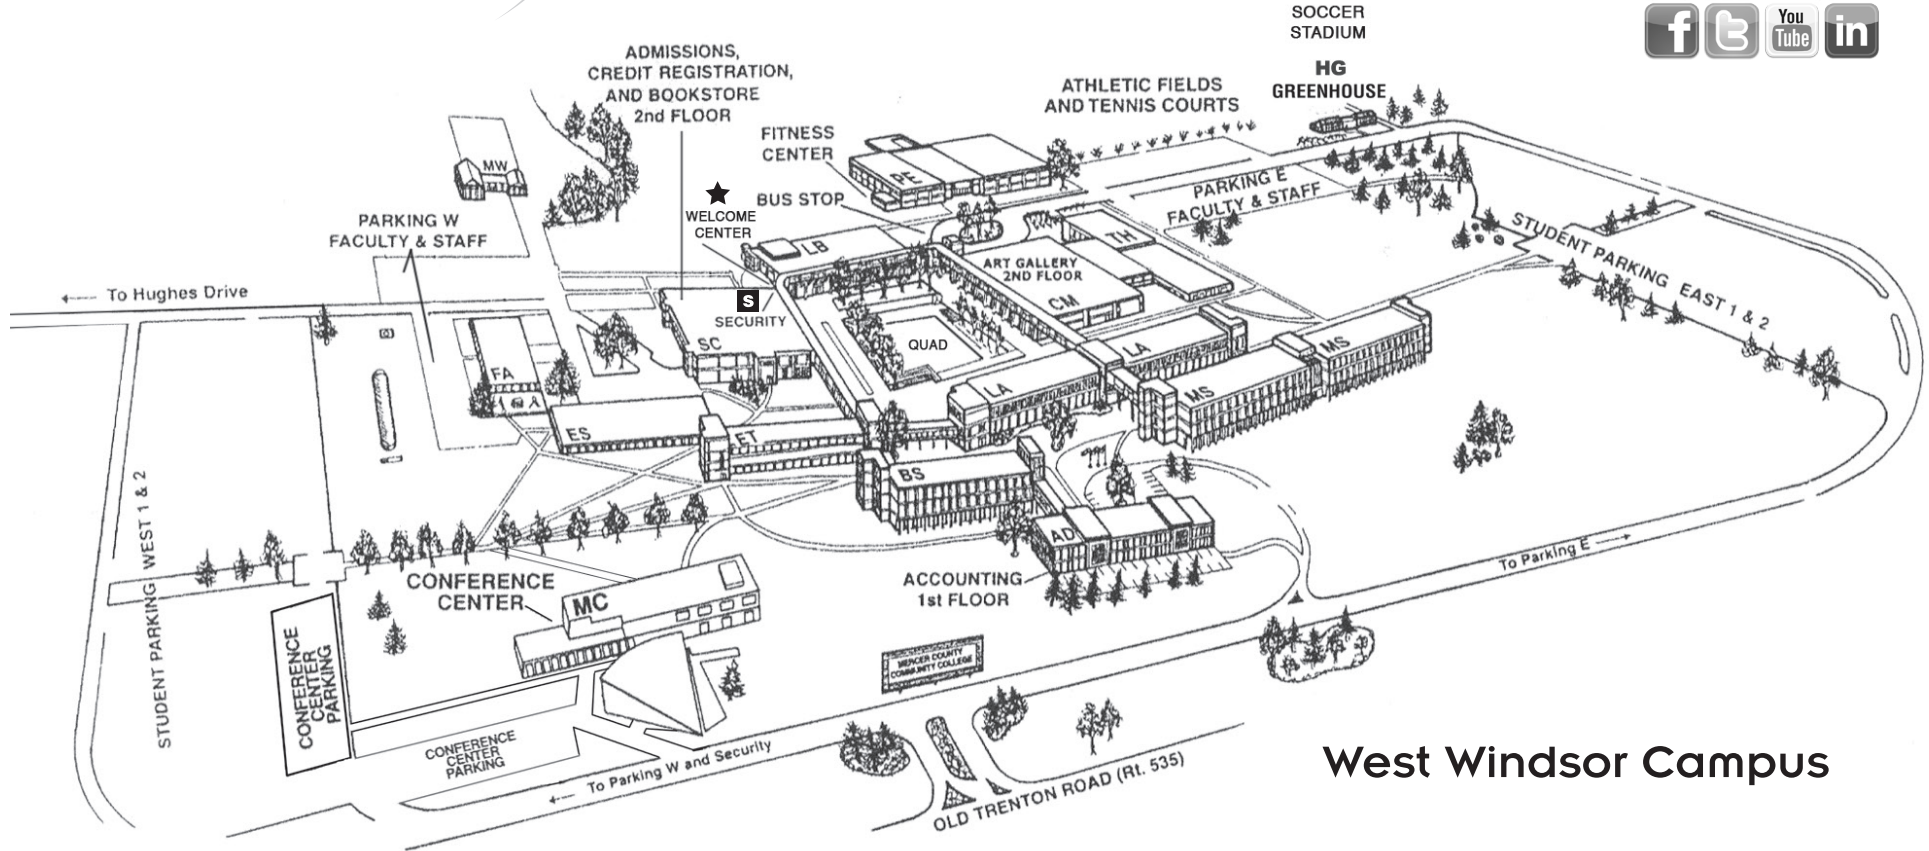 SOCCER
STADIUM
HG
GREENHOUSE
f
t
You
Tube
in
ADMISSIONS,
CREDIT REGISTRATION,
AND BOOKSTORE
2nd FLOOR
ATHLETIC FIELDS
AND TENNIS COURTS
FITNESS
CENTER
PE
MW
BUS STOP
PARKING E
FACULTY & STAFF
WELCOME
CENTER
PARKING W
FACULTY & STAFF
STUDENT PARKING EAST 1 & 2
LB
TH
ART GALLERY
2ND FLOOR
CM
To Hughes Drive
S
SECURITY
SC
QUAD
LA
MS
FA
LA
MS
ES
ET
BS
AD
STUDENT PARKING WEST 1 & 2
To Parking E
CONFERENCE
CENTER
MC
ACCOUNTING
1st FLOOR
CONFERENCE
CENTER
PARKING
MERCER COUNTY
COMMUNITY COLLEGE
CONFERENCE
CENTER
PARKING
To Parking W and Security
OLD TRENTON ROAD (Rt. 535)
West Windsor Campus